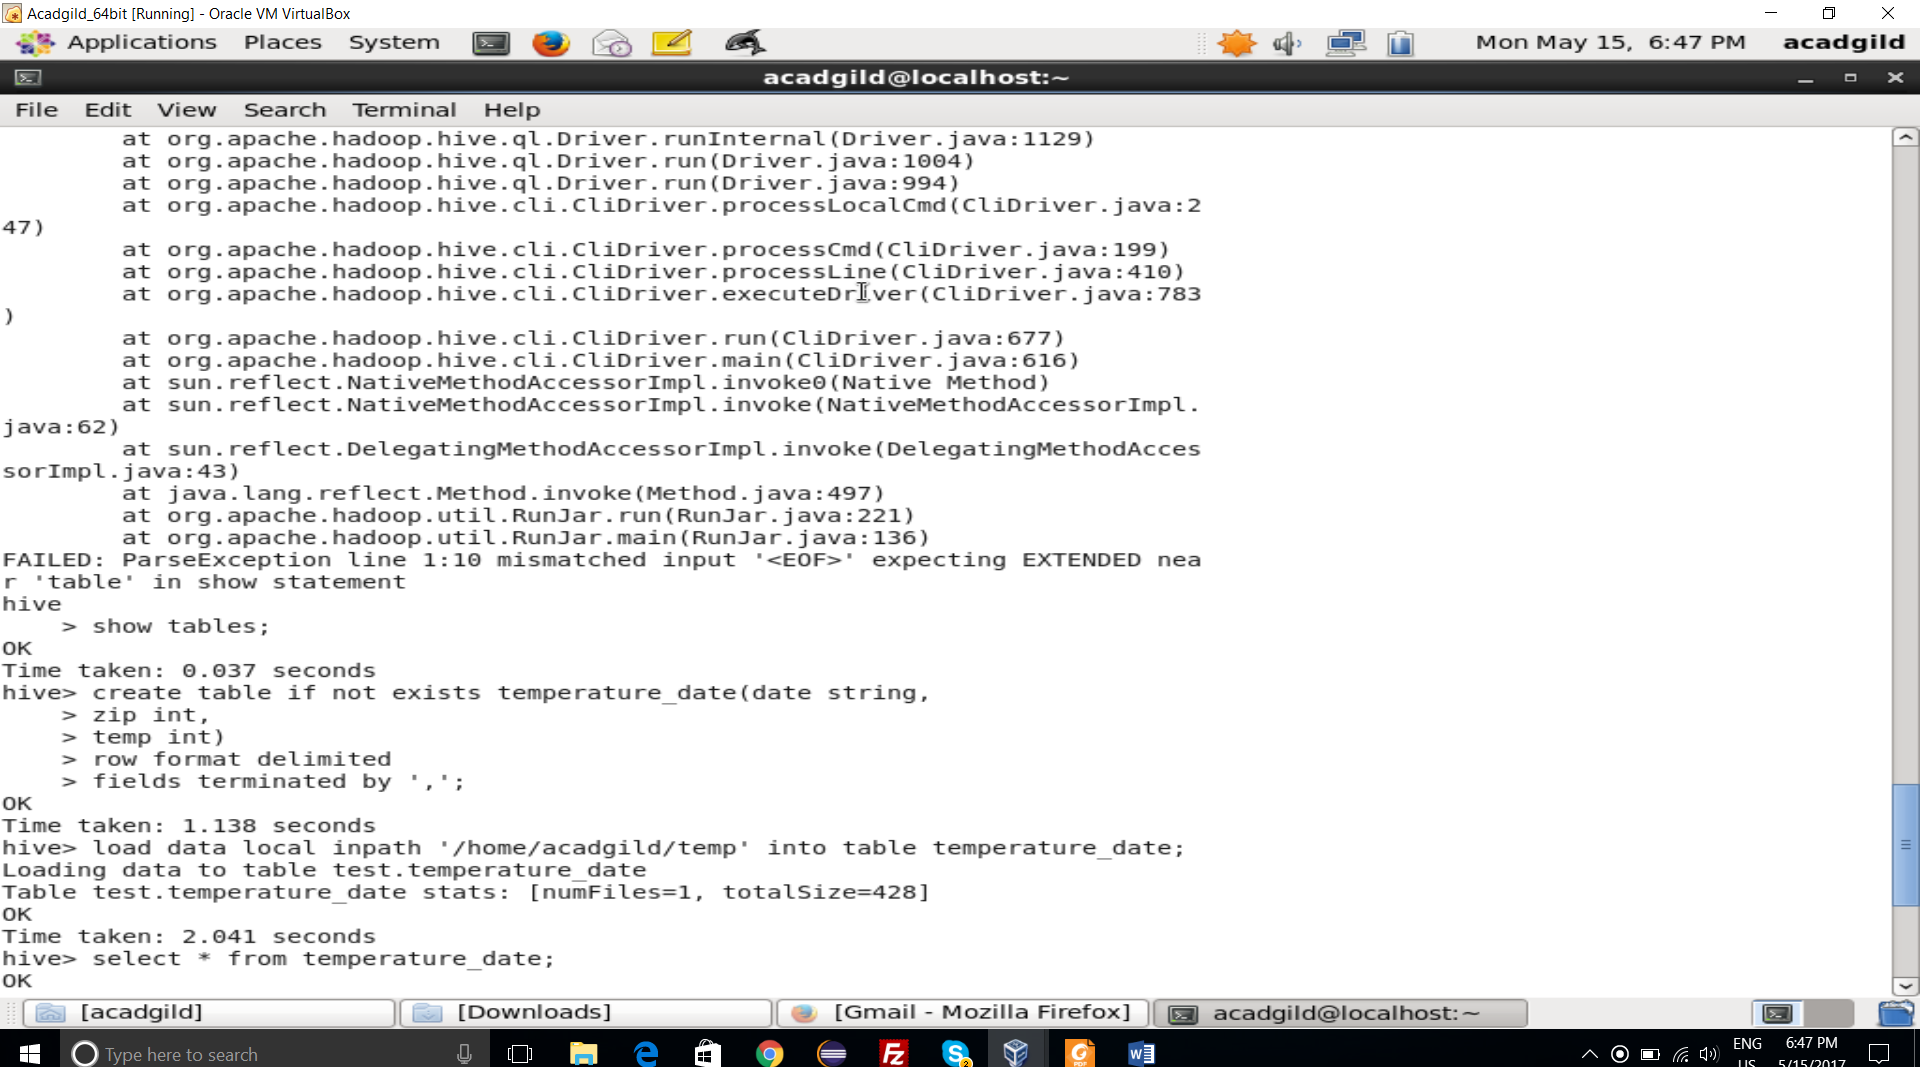 Acadgild_64bit [Running] - Oracle VM VirtualBox
Applications Places System Mon May 15, 6:47 PM acadgild
acadgild@localhost:~
File Edit View Search Terminal Help
at org.apache.hadoop.hive.ql.Driver.runInternal(Driver.java:1129)
at org.apache.hadoop.hive.ql.Driver.run(Driver.java:1004)
at org.apache.hadoop.hive.ql.Driver.run(Driver.java:994)
at org.apache.hadoop.hive.cli.CliDriver.processLocalCmd(CliDriver.java:2
47)
at org.apache.hadoop.hive.cli.CliDriver.processCmd(CliDriver.java:199)
at org.apache.hadoop.hive.cli.CliDriver.processLine(CliDriver.java:410)
at org.apache.hadoop.hive.cli.CliDriver.executeDriver(CliDriver.java:783
)
at org.apache.hadoop.hive.cli.CliDriver.run(CliDriver.java:677)
at org.apache.hadoop.hive.cli.CliDriver.main(CliDriver.java:616)
at sun.reflect.NativeMethodAccessorImpl.invoke0(Native Method)
at sun.reflect.NativeMethodAccessorImpl.invoke(NativeMethodAccessorImpl.
java:62)
at sun.reflect.DelegatingMethodAccessorImpl.invoke(DelegatingMethodAcces
sorImpl.java:43)
at java.lang.reflect.Method.invoke(Method.java:497)
at org.apache.hadoop.util.RunJar.run(RunJar.java:221)
at org.apache.hadoop.util.RunJar.main(RunJar.java:136)
FAILED: ParseException line 1:10 mismatched input '<EOF>' expecting EXTENDED nea
r 'table' in show statement
hive
> show tables;
OK
Time taken: 0.037 seconds
hive> create table if not exists temperature_date(date string,
> zip int,
> temp int)
> row format delimited
> fields terminated by ',';
OK
Time taken: 1.138 seconds
hive> load data local inpath '/home/acadgild/temp' into table temperature_date;
Loading data to table test.temperature_date
Table test.temperature_date stats: [numFiles=1, totalSize=428]
OK
Time taken: 2.041 seconds
hive> select * from temperature_date;
OK
[acadgild] [Downloads] [Gmail - Mozilla Firefox] acadgild@localhost:~
Type here to search ENG 6:47 PM
US 5/15/2017